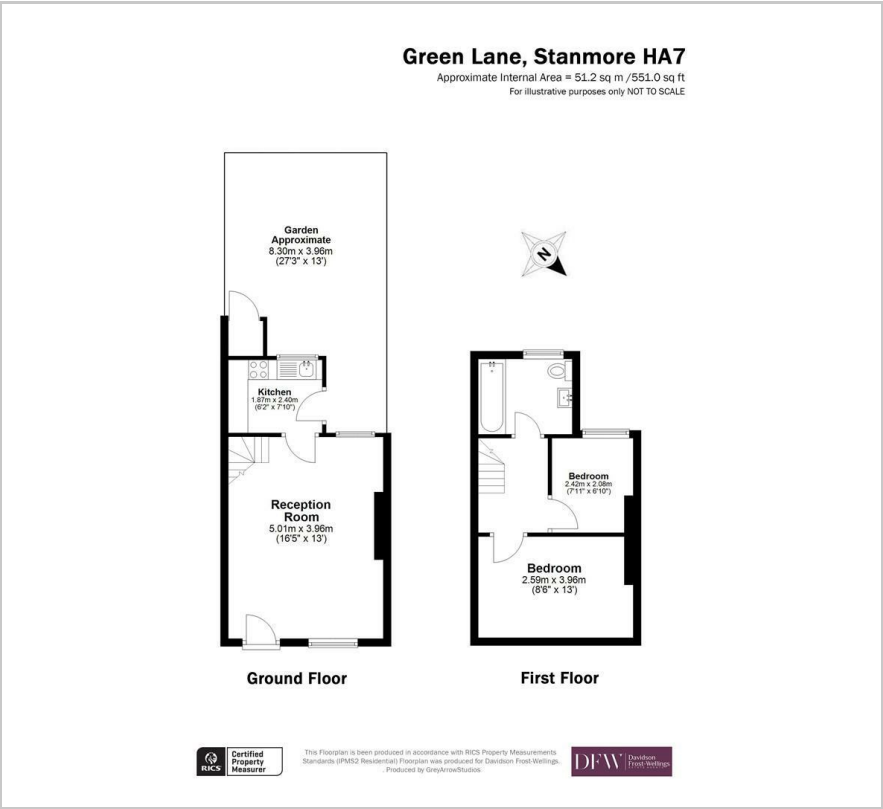 Green Lane, Stanmore HA7
Approximate Internal Area = 51.2 sq m /551.0 sq ft
For illustrative purposes only NOT TO SCALE
Garden
Approximate
8.30m x 3.96m
(27'3" x 13')
N
Kitchen
1.87m x 2.40m
(6'2" x 7'10")
Reception
Room
5.01m x 3.96m
(16'5" x 13')
Ground Floor
Bedroom
2.42m x 2.08m
(7'11" x 6'10")
Bedroom
2.59m x 3.96m
(8'6" x 13')
First Floor
RICS
Certified
Property
Measurer
This Floorplan is been produced in accordance with RICS Property Measurements
Standards (IPMS2 Residential) Floorplan was produced for Davidson Frost-Wellings.
. Produced by GreyArrowStudios
DFW
Davidson
Frost-Wellings